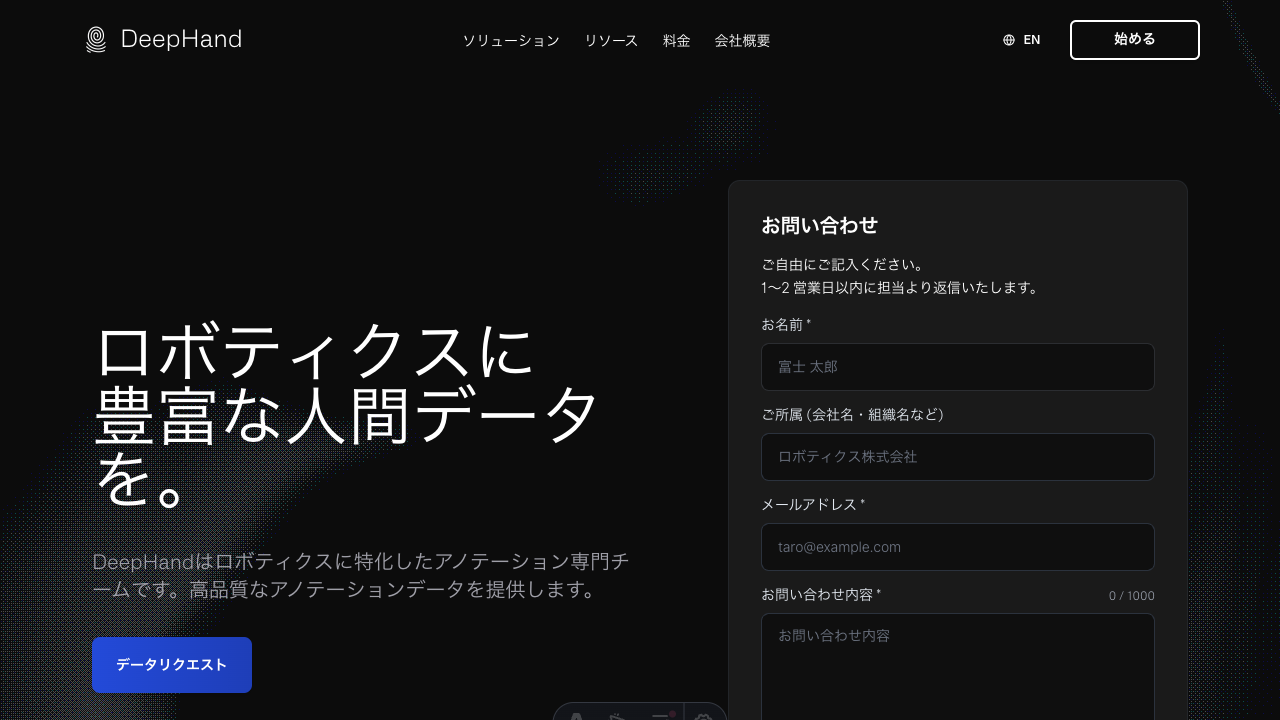 DeepHand
ソリューション
リソース
料金
会社概要
EN
始める
ロボティクスに
豊富な人間データ
を。
DeepHandはロボティクスに特化したアノテーション専門チ
ームです。高品質なアノテーションデータを提供します。
データリクエスト
お問い合わせ
ご自由にご記入ください。
1〜2 営業日以内に担当より返信いたします。
お名前 *
富士 太郎
ご所属 (会社名・組織名など)
ロボティクス株式会社
メールアドレス *
taro@example.com
お問い合わせ内容 *
0 / 1000
お問い合わせ内容